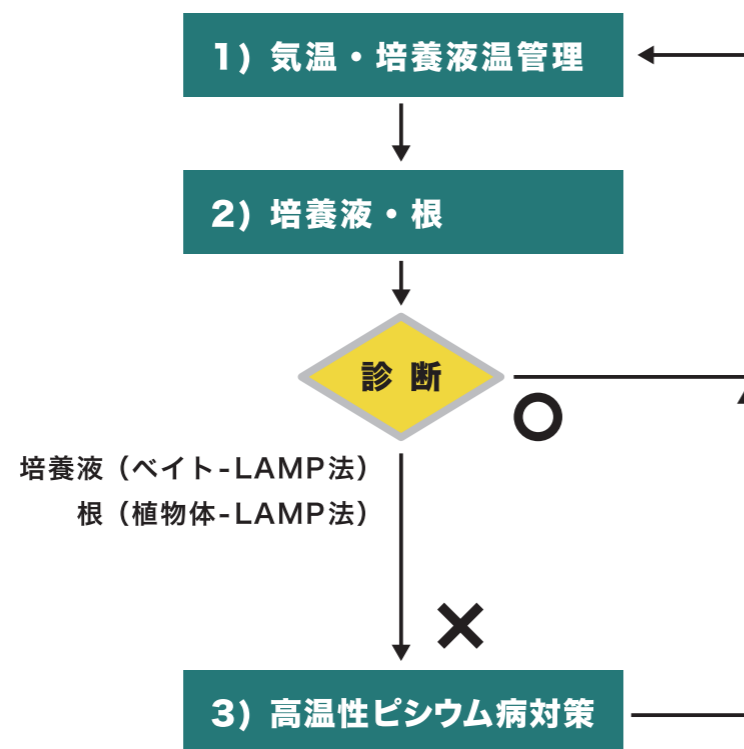 1) 気温・培養液温管理
2) 培養液・根
診 断
○
培養液（ベイト-LAMP法）
根（植物体-LAMP法）
×
3) 高温性ピシウム病対策